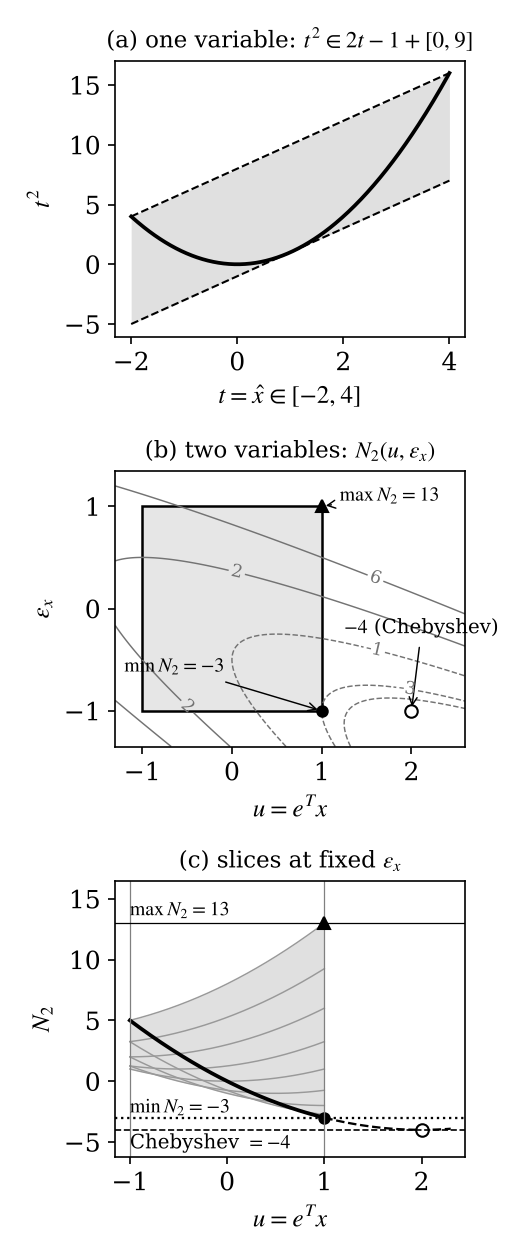 (a) one variable: t² ∈ 2t − 1 + [0, 9]
15
10
5
0
−5
t²
−2
0
2
4
t = x̂ ∈ [−2, 4]
(b) two variables: N₂(u, εₓ)
max N₂ = 13
1
2
6
0
−4 (Chebyshev)
1
min N₂ = −3
3
2
−1
εₓ
−1
0
1
2
u = eᵀx
(c) slices at fixed εₓ
15
max N₂ = 13
10
5
0
min N₂ = −3
−5
Chebyshev = −4
N₂
−1
0
1
2
u = eᵀx